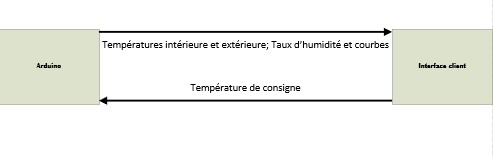 Températures intérieure et extérieure; Taux d'humidité et courbes
Arduino
Interface client
Température de consigne